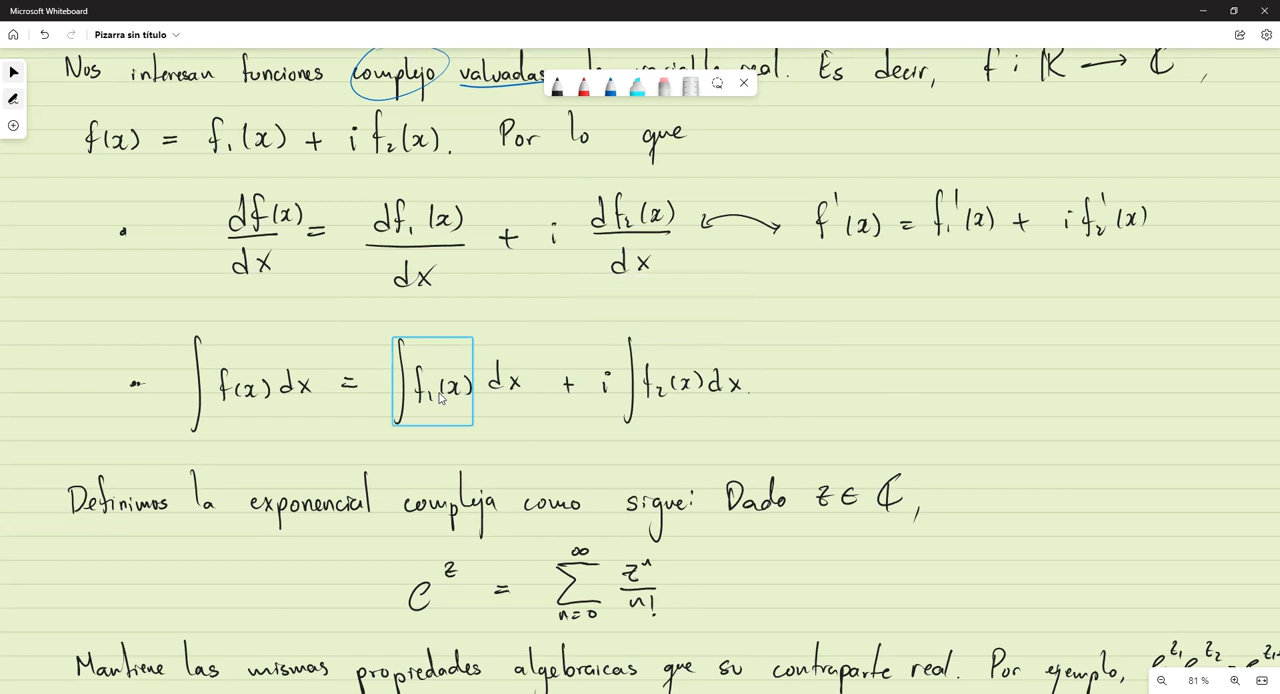 Microsoft Whiteboard
Pizarra sin título
Nos interesan funciones complejo valuadas real. Es decir, f : ℝ → ℂ,
f(x) = f₁(x) + i f₂(x). Por lo que
• df(x)/dx = df₁(x)/dx + i df₂(x)/dx ↔ f'(x) = f₁'(x) + i f₂'(x)
• ∫ f(x) dx = ∫ f₁(x) dx + i ∫ f₂(x) dx.
Definimos la exponencial compleja como sigue: Dado z ∈ ℂ,
e^z = ∑_{n=0}^{∞} z^n/n!
Mantiene las mismas propiedades algebraicas que su contraparte real. Por ejemplo, e^{z₁} e^{z₂} =
81 %